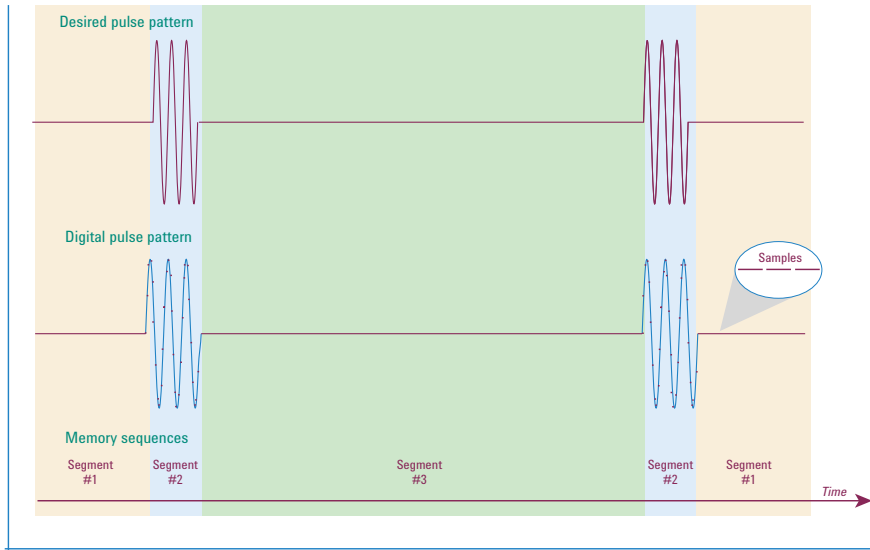 Desired pulse pattern
Digital pulse pattern
Samples
Memory sequences
Segment
#1
Segment
#2
Segment
#3
Segment
#2
Segment
#1
Time